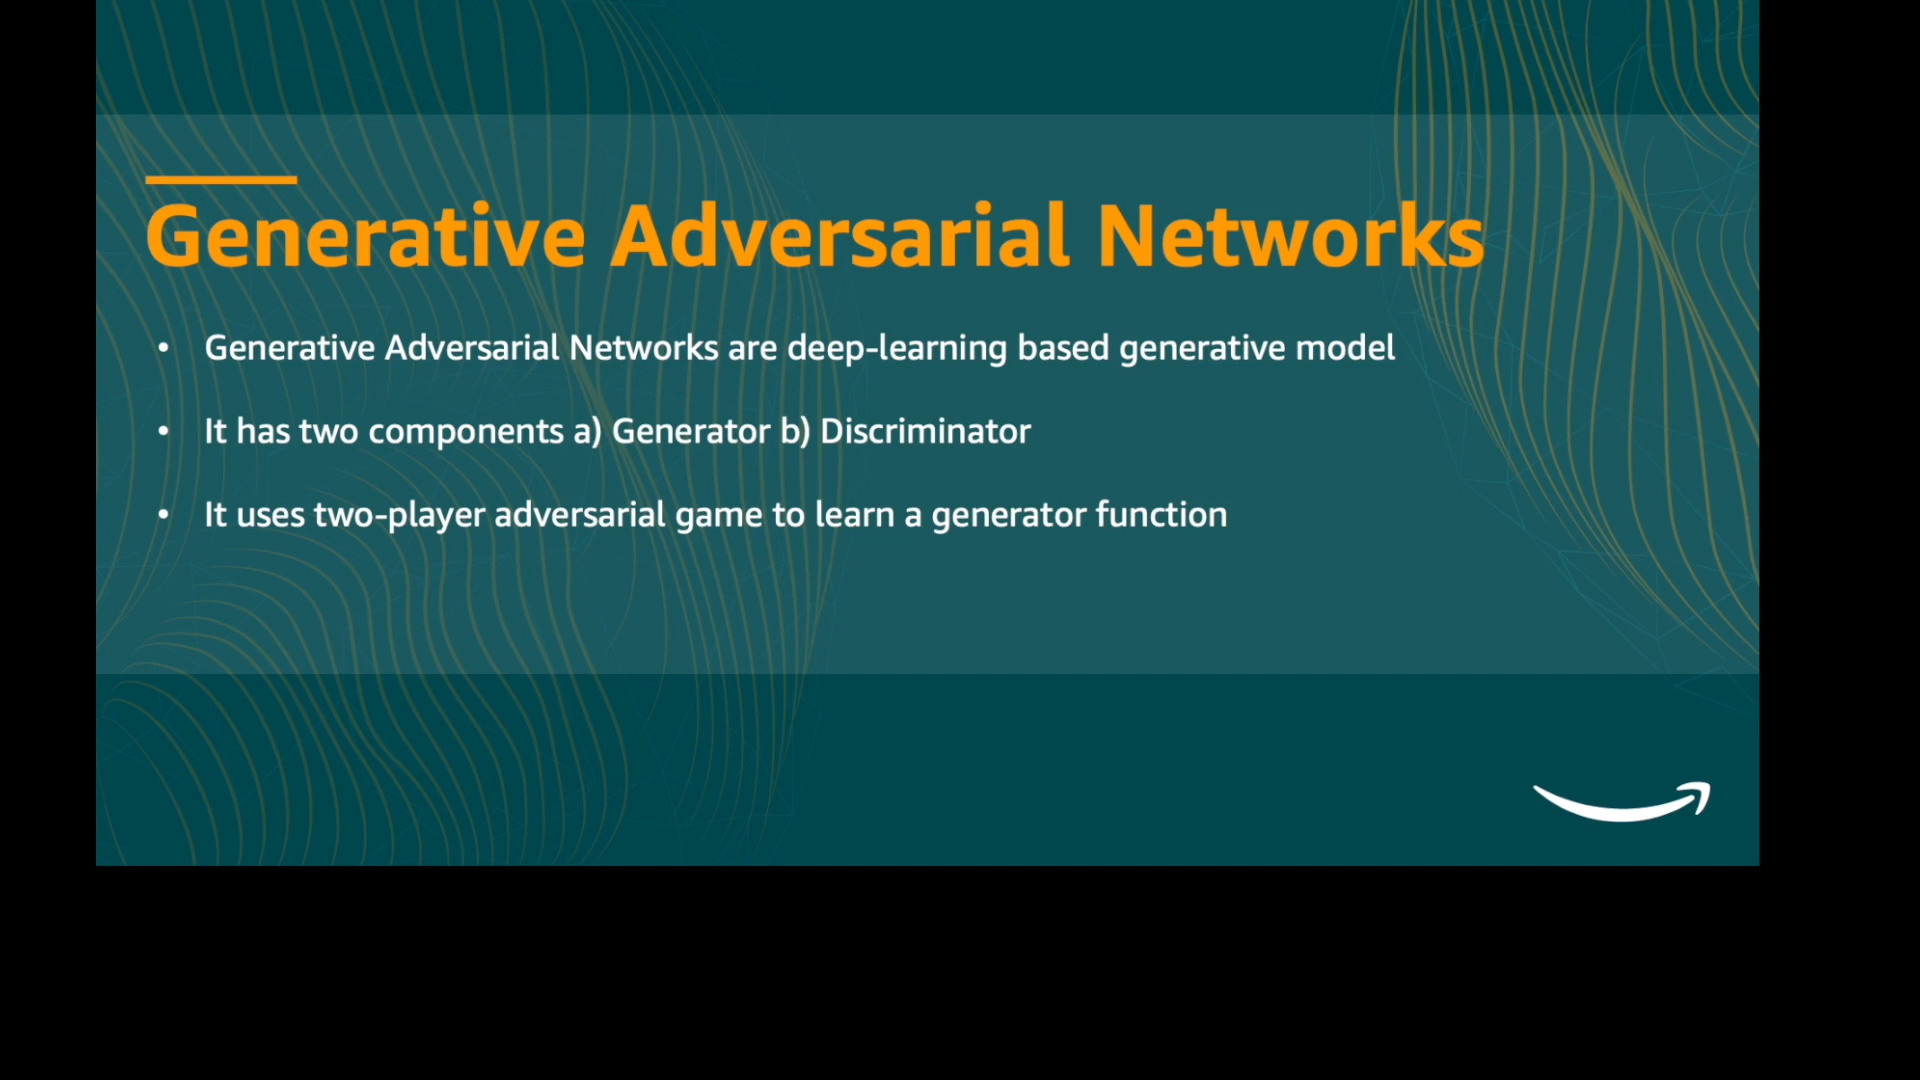 Generative Adversarial Networks
• Generative Adversarial Networks are deep-learning based generative model
• It has two components a) Generator b) Discriminator
• It uses two-player adversarial game to learn a generator function